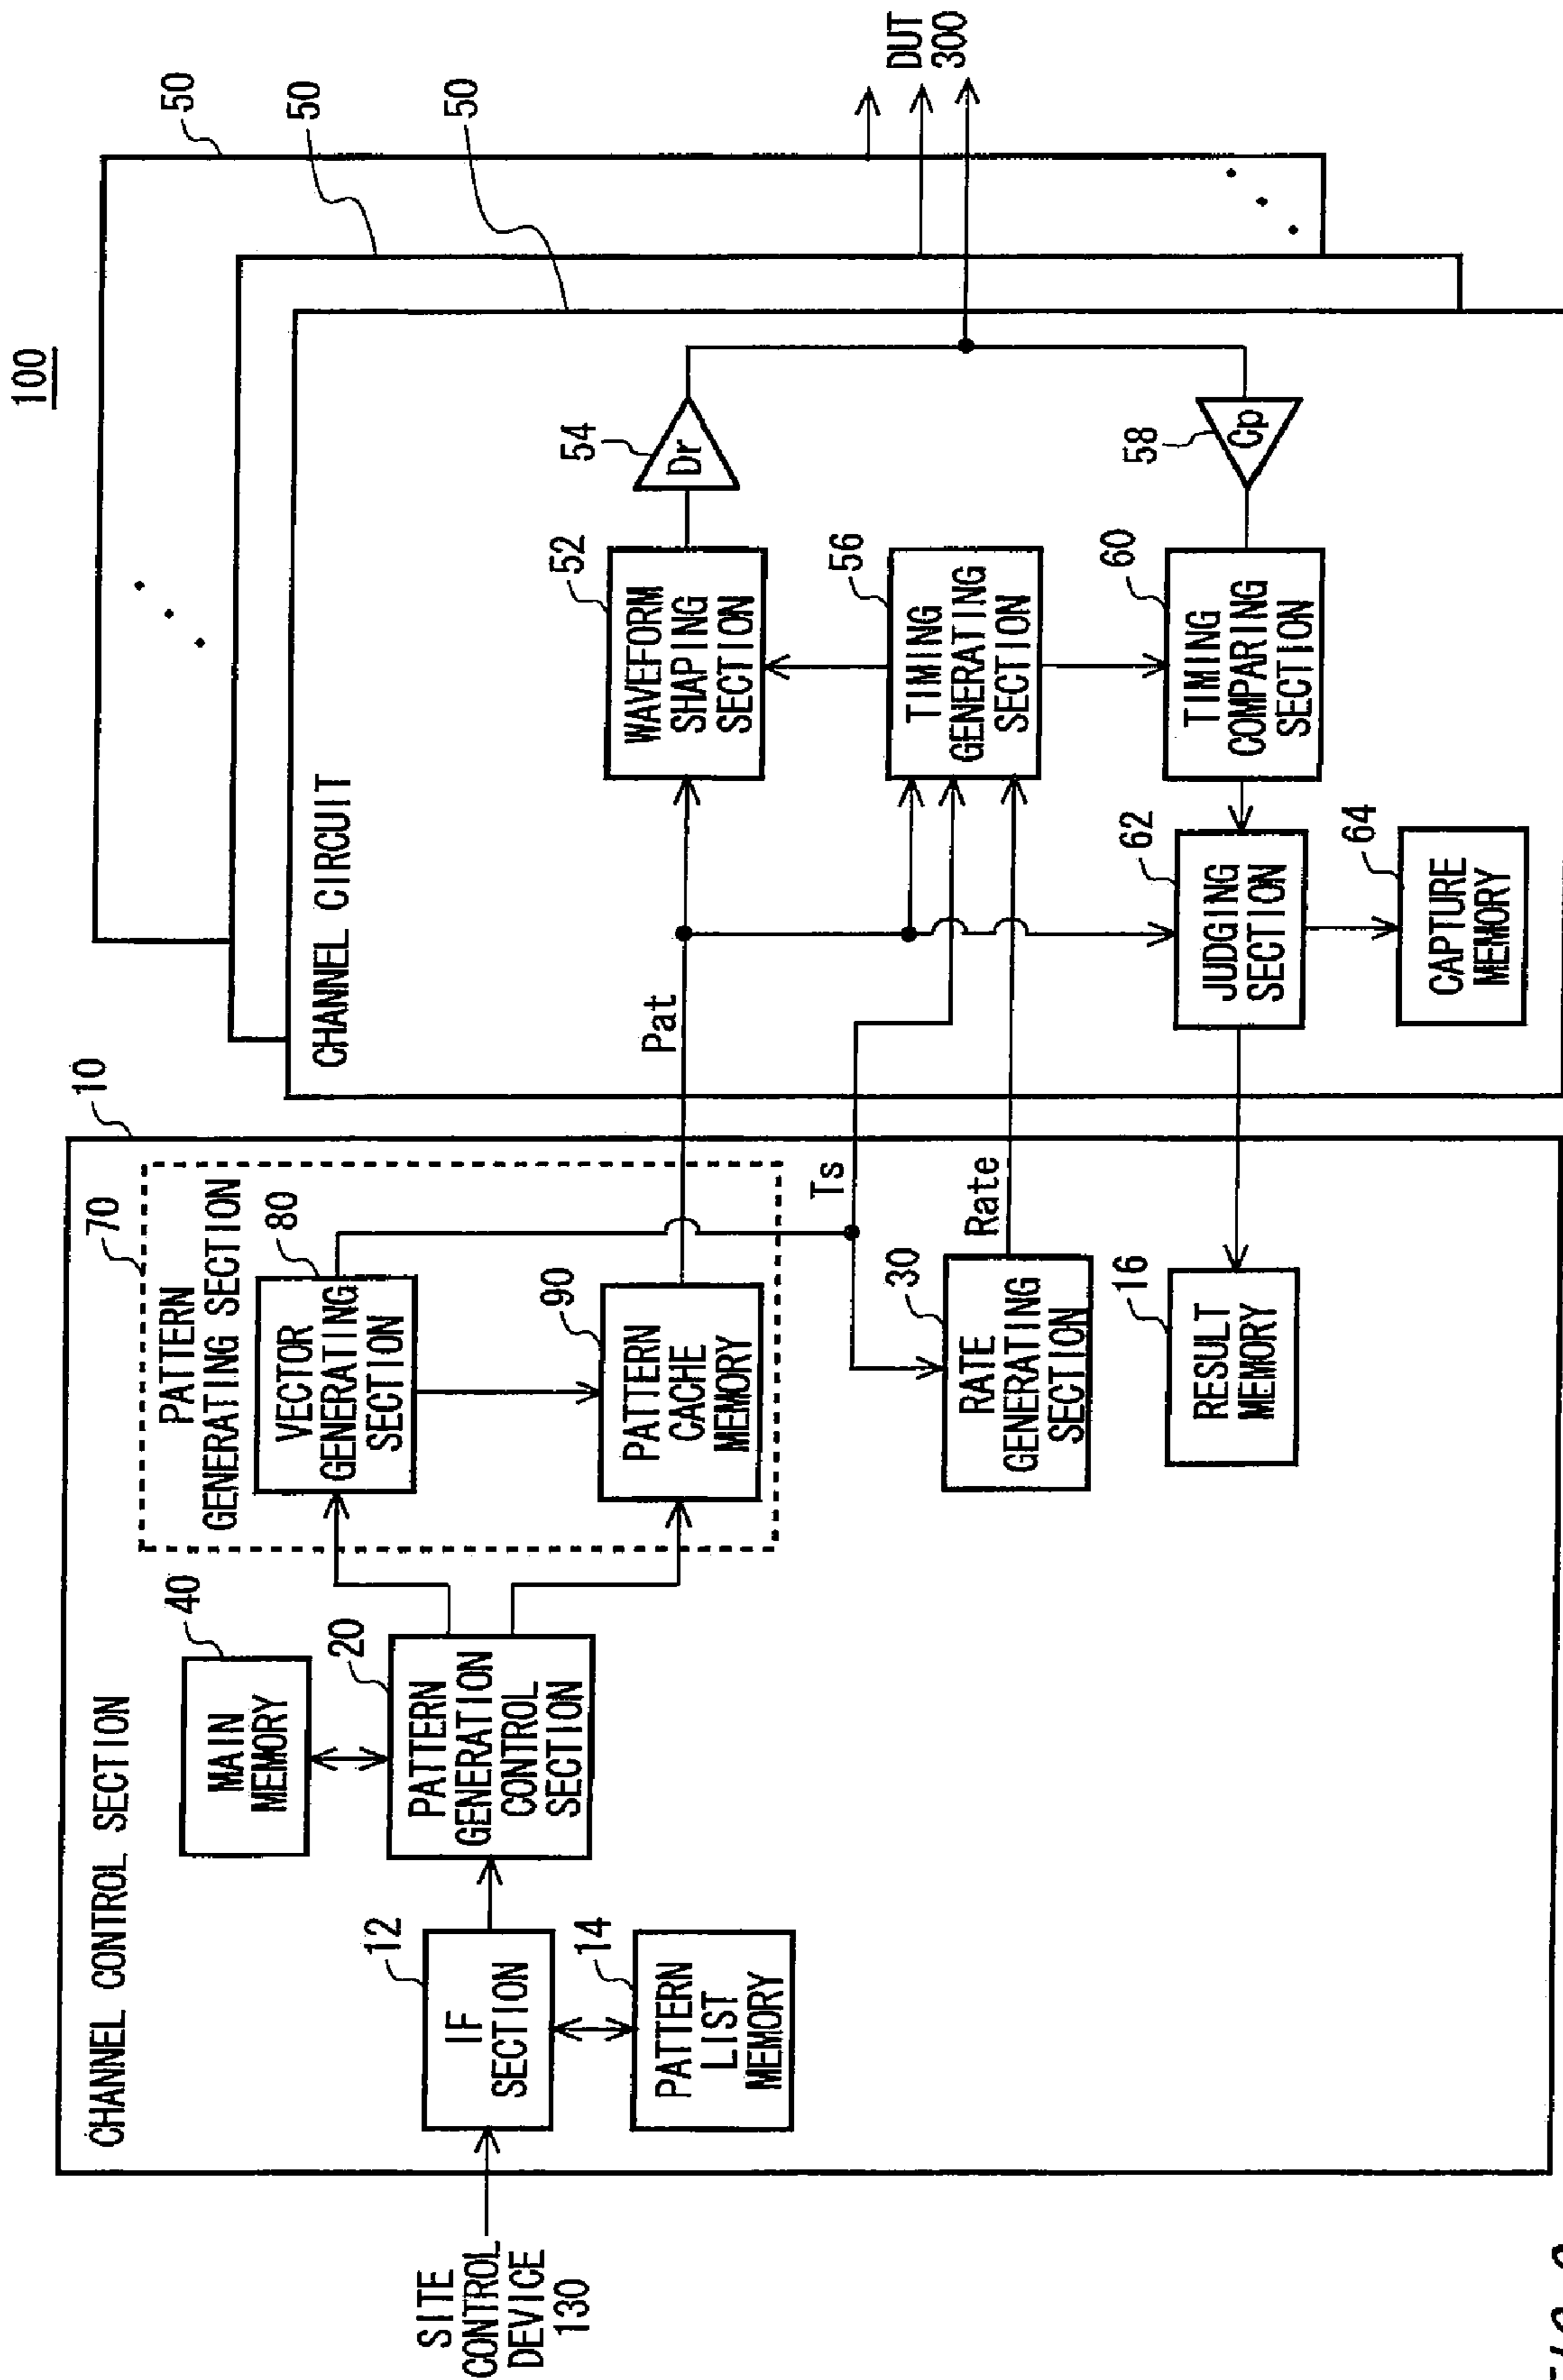 100
CHANNEL CONTROL SECTION
10
SITE
CONTROL
DEVICE
130
IF
SECTION
12
PATTERN
LIST
MEMORY
14
MAIN
MEMORY
40
PATTERN
GENERATION
CONTROL
SECTION
20
PATTERN
GENERATING SECTION
70
VECTOR
GENERATING
SECTION
80
PATTERN
CACHE
MEMORY
90
RATE
GENERATING
SECTION
30
RESULT
MEMORY
16
Pat
Ts
Rate
CHANNEL CIRCUIT
50
50
50
WAVEFORM
SHAPING
SECTION
52
Dr
54
TIMING
GENERATING
SECTION
56
Cp
58
TIMING
COMPARING
SECTION
60
JUDGING
SECTION
62
CAPTURE
MEMORY
64
DUT
300